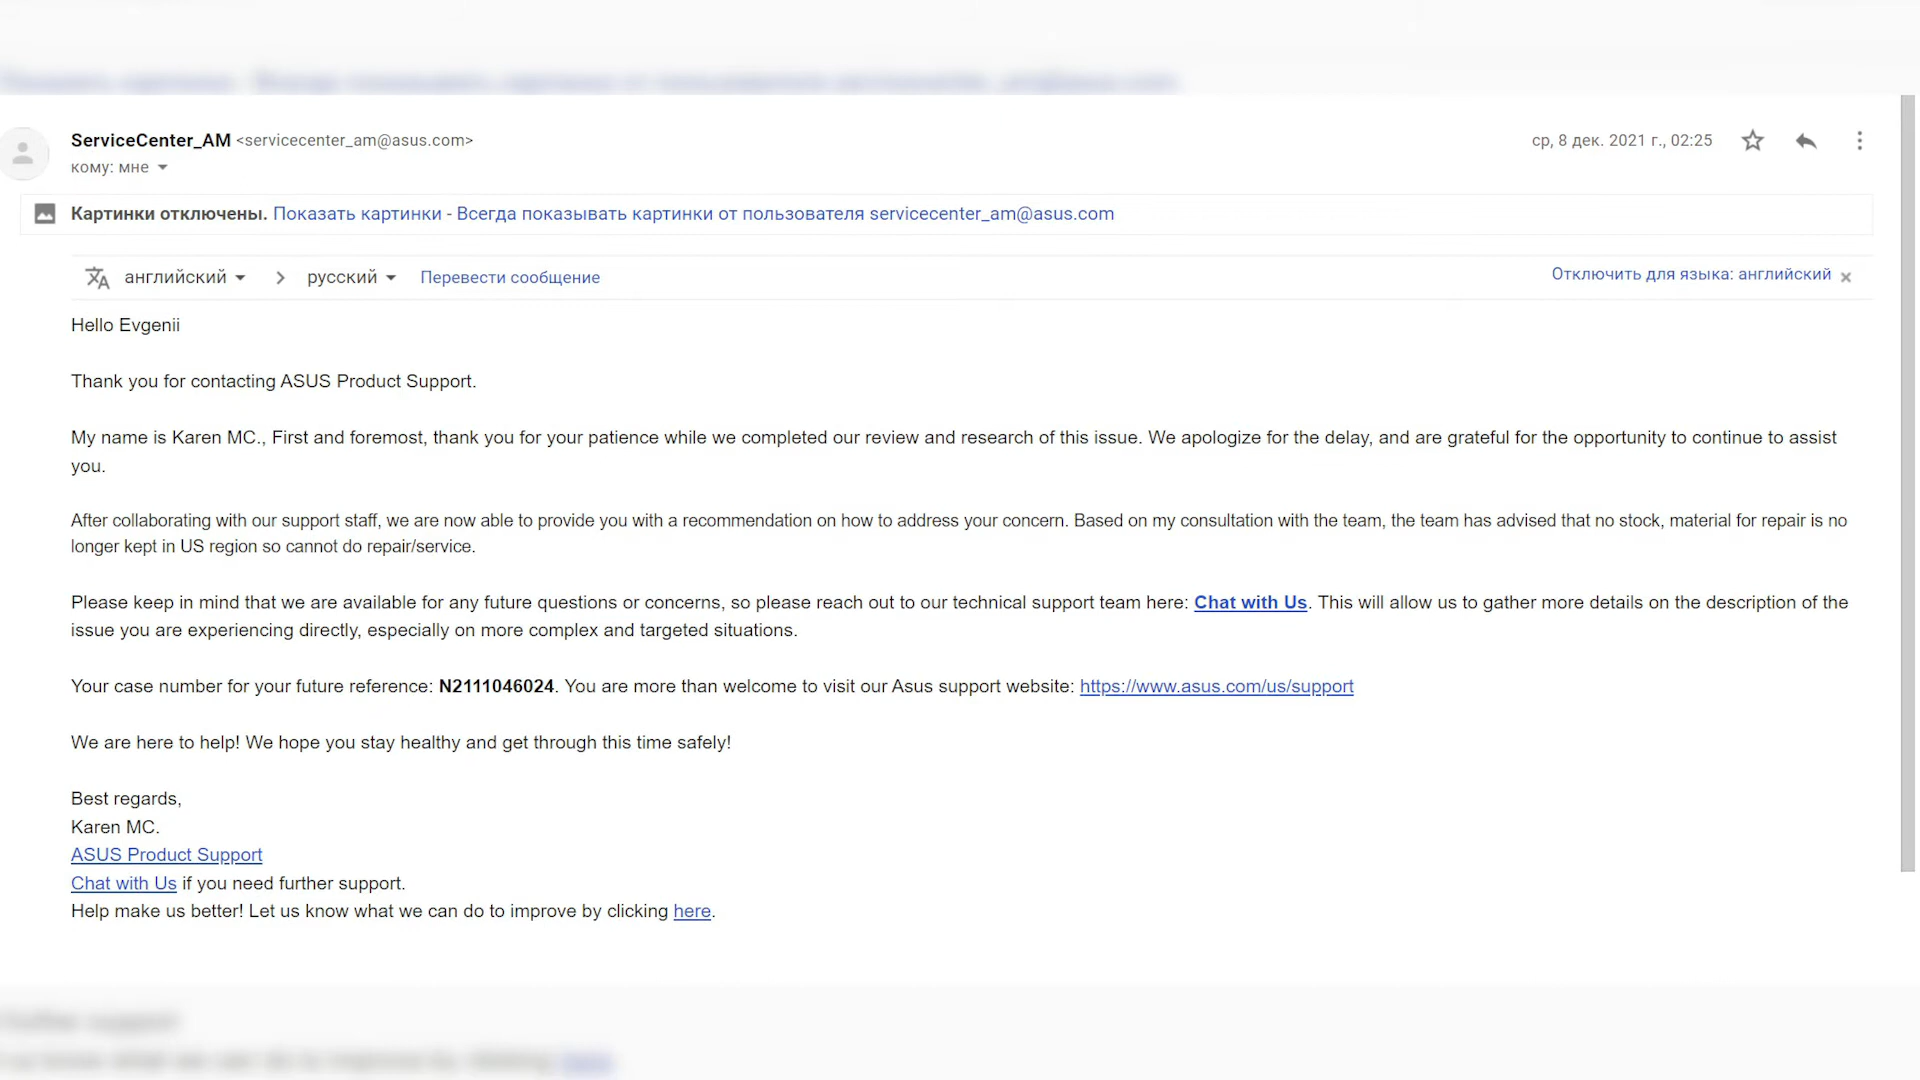 ServiceCenter_AM <servicecenter_am@asus.com>
ср, 8 дек. 2021 г., 02:25
кому: мне
Картинки отключены. Показать картинки - Всегда показывать картинки от пользователя servicecenter_am@asus.com
английский > русский Перевести сообщение
Отключить для языка: английский ×
Hello Evgenii
Thank you for contacting ASUS Product Support.
My name is Karen MC., First and foremost, thank you for your patience while we completed our review and research of this issue. We apologize for the delay, and are grateful for the opportunity to continue to assist
you.
After collaborating with our support staff, we are now able to provide you with a recommendation on how to address your concern. Based on my consultation with the team, the team has advised that no stock, material for repair is no
longer kept in US region so cannot do repair/service.
Please keep in mind that we are available for any future questions or concerns, so please reach out to our technical support team here: Chat with Us. This will allow us to gather more details on the description of the
issue you are experiencing directly, especially on more complex and targeted situations.
Your case number for your future reference: N2111046024. You are more than welcome to visit our Asus support website: https://www.asus.com/us/support
We are here to help! We hope you stay healthy and get through this time safely!
Best regards,
Karen MC.
ASUS Product Support
Chat with Us if you need further support.
Help make us better! Let us know what we can do to improve by clicking here.